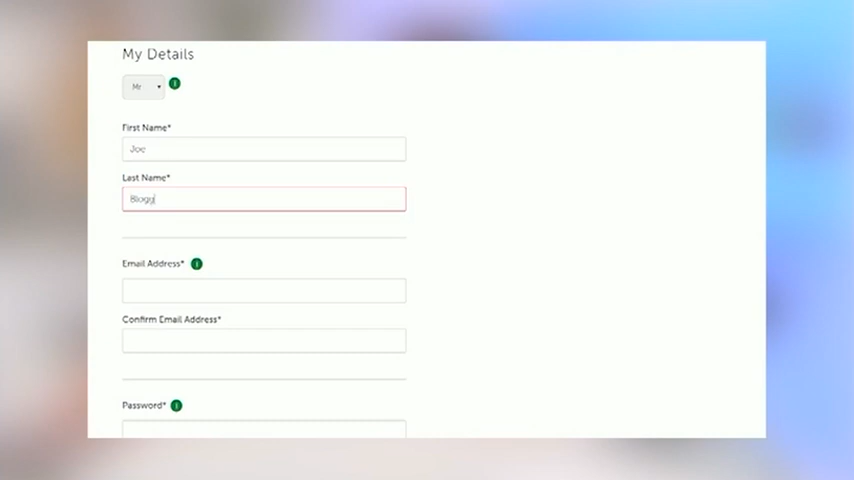 My Details
Mr
First Name*
Joe
Last Name*
Blogg
Email Address*
Confirm Email Address*
Password*